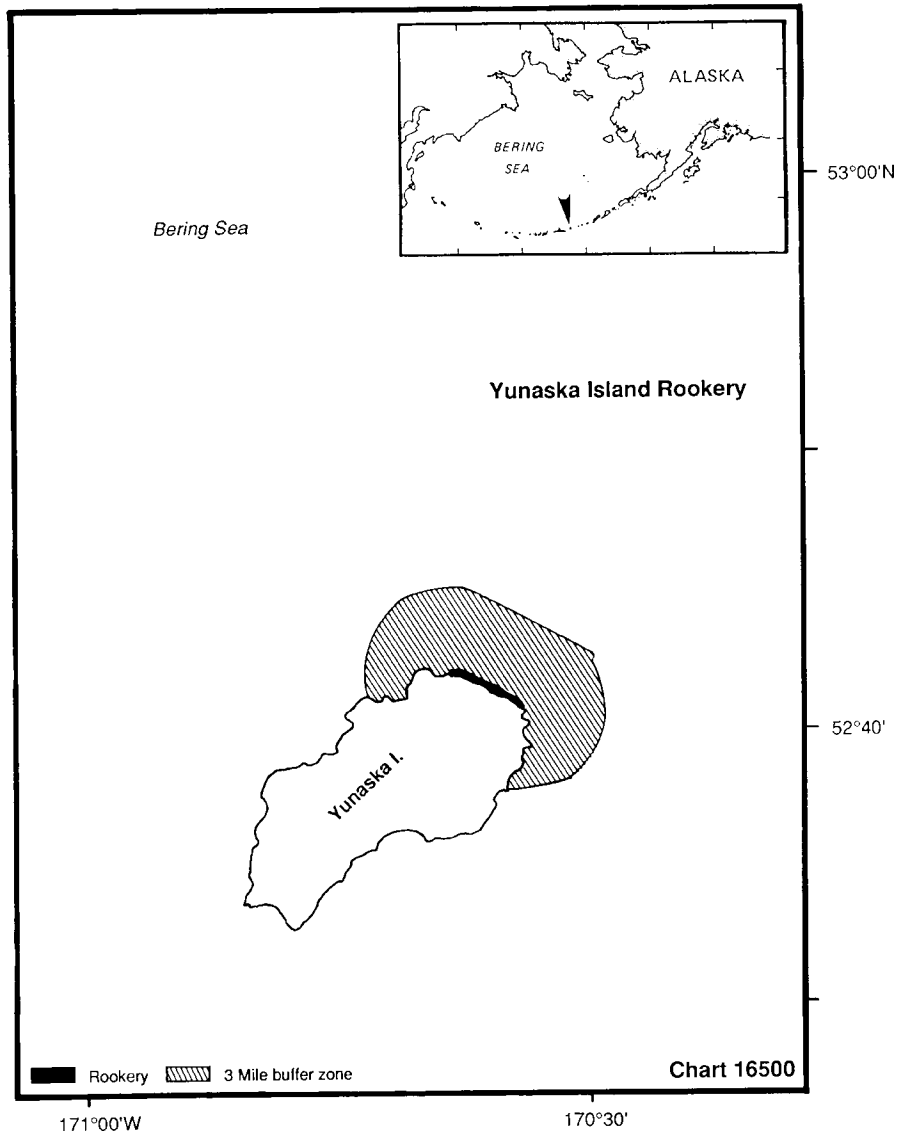 ALASKA
BERING
SEA
53°00'N
Bering Sea
Yunaska Island Rookery
52°40'
Yunaska I.
Rookery
3 Mile buffer zone
Chart 16500
171°00'W
170°30'